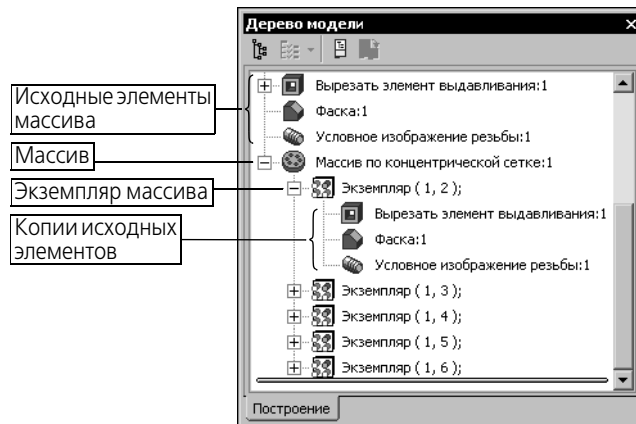 Дерево модели
Исходные элементы
массива
Массив
Экземпляр массива
Копии исходных
элементов
Вырезать элемент выдавливания:1
Фаска:1
Условное изображение резьбы:1
Массив по концентрической сетке:1
Экземпляр ( 1, 2 );
Вырезать элемент выдавливания:1
Фаска:1
Условное изображение резьбы:1
Экземпляр ( 1, 3 );
Экземпляр ( 1, 4 );
Экземпляр ( 1, 5 );
Экземпляр ( 1, 6 );
Построение